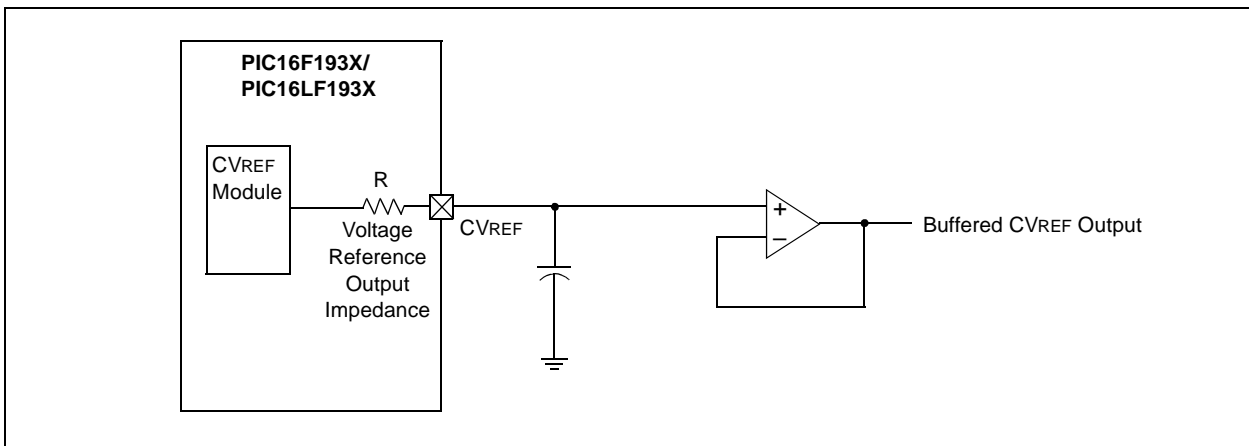 PIC16F193X/
PIC16LF193X
CVREF
Module
R
Voltage
Reference
Output
Impedance
CVREF
+
–
Buffered CVREF Output